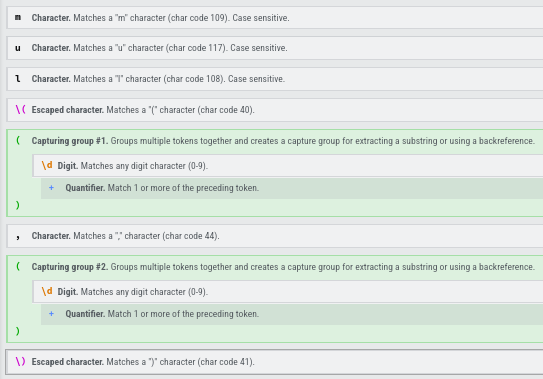 m Character. Matches a "m" character (char code 109). Case sensitive.
u Character. Matches a "u" character (char code 117). Case sensitive.
l Character. Matches a "l" character (char code 108). Case sensitive.
\( Escaped character. Matches a "(" character (char code 40).
( Capturing group #1. Groups multiple tokens together and creates a capture group for extracting a substring or using a backreference.
\d Digit. Matches any digit character (0-9).
+ Quantifier. Match 1 or more of the preceding token.
)
, Character. Matches a "," character (char code 44).
( Capturing group #2. Groups multiple tokens together and creates a capture group for extracting a substring or using a backreference.
\d Digit. Matches any digit character (0-9).
+ Quantifier. Match 1 or more of the preceding token.
)
\) Escaped character. Matches a ")" character (char code 41).